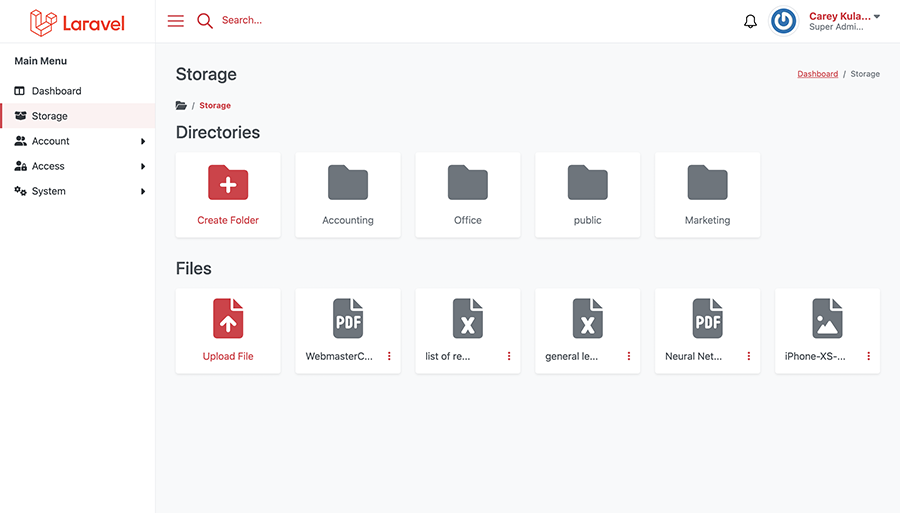 Laravel
Search...
Carey Kula...
Super Admi...
Main Menu
Dashboard
Storage
Account
Access
System
Storage
Dashboard / Storage
/ Storage
Directories
Create Folder
Accounting
Office
public
Marketing
Files
PDF
X
X
PDF
Upload File
WebmasterC...
list of re...
general le...
Neural Net...
iPhone-XS-...